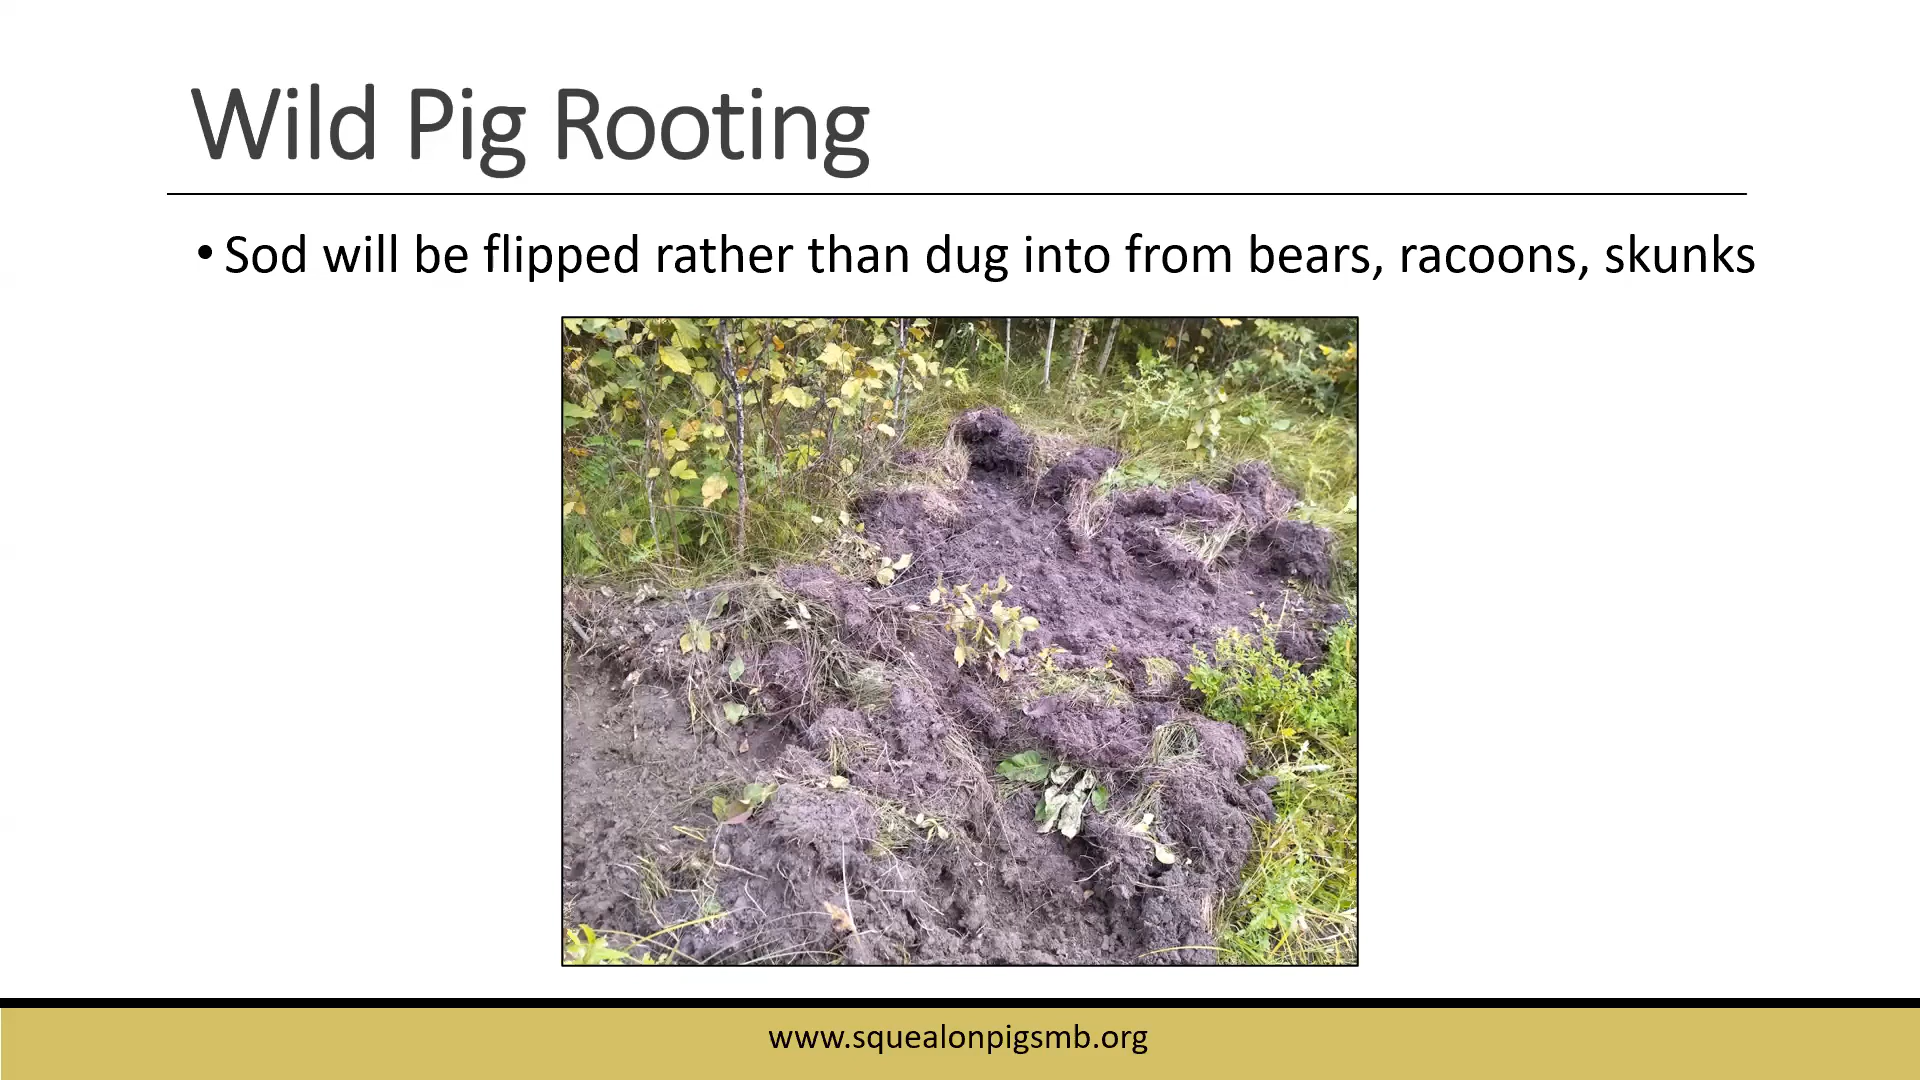 Wild Pig Rooting
• Sod will be flipped rather than dug into from bears, racoons, skunks
www.squealonpigsmb.org